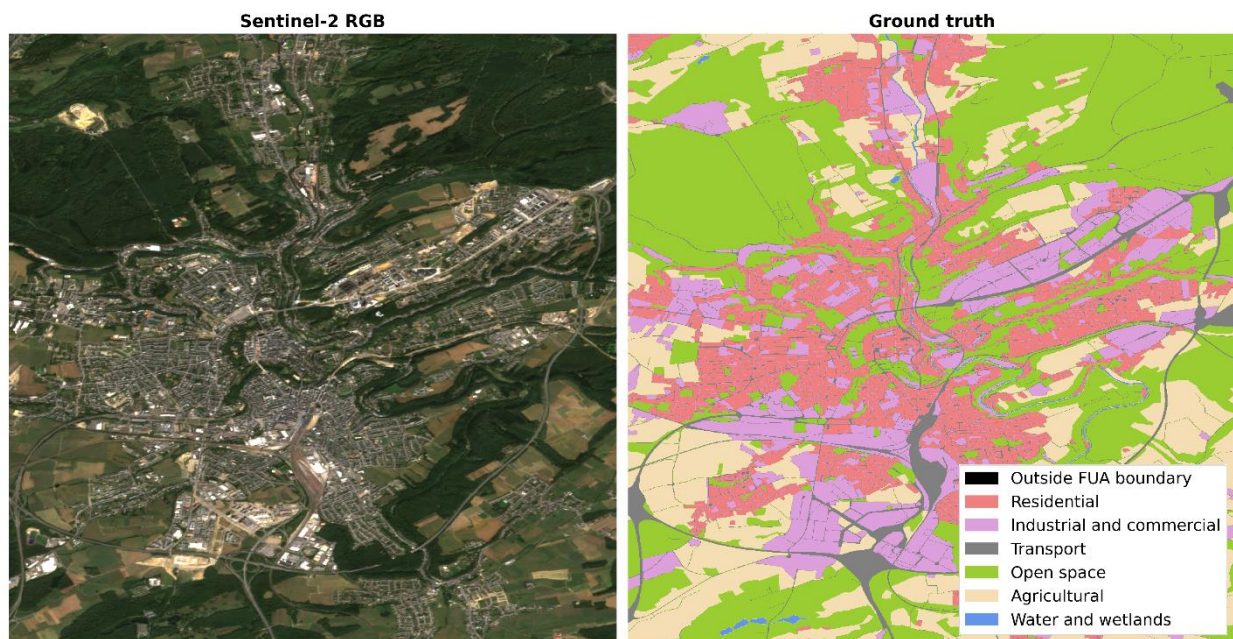 Sentinel-2 RGB
Ground truth
Outside FUA boundary
Residential
Industrial and commercial
Transport
Open space
Agricultural
Water and wetlands